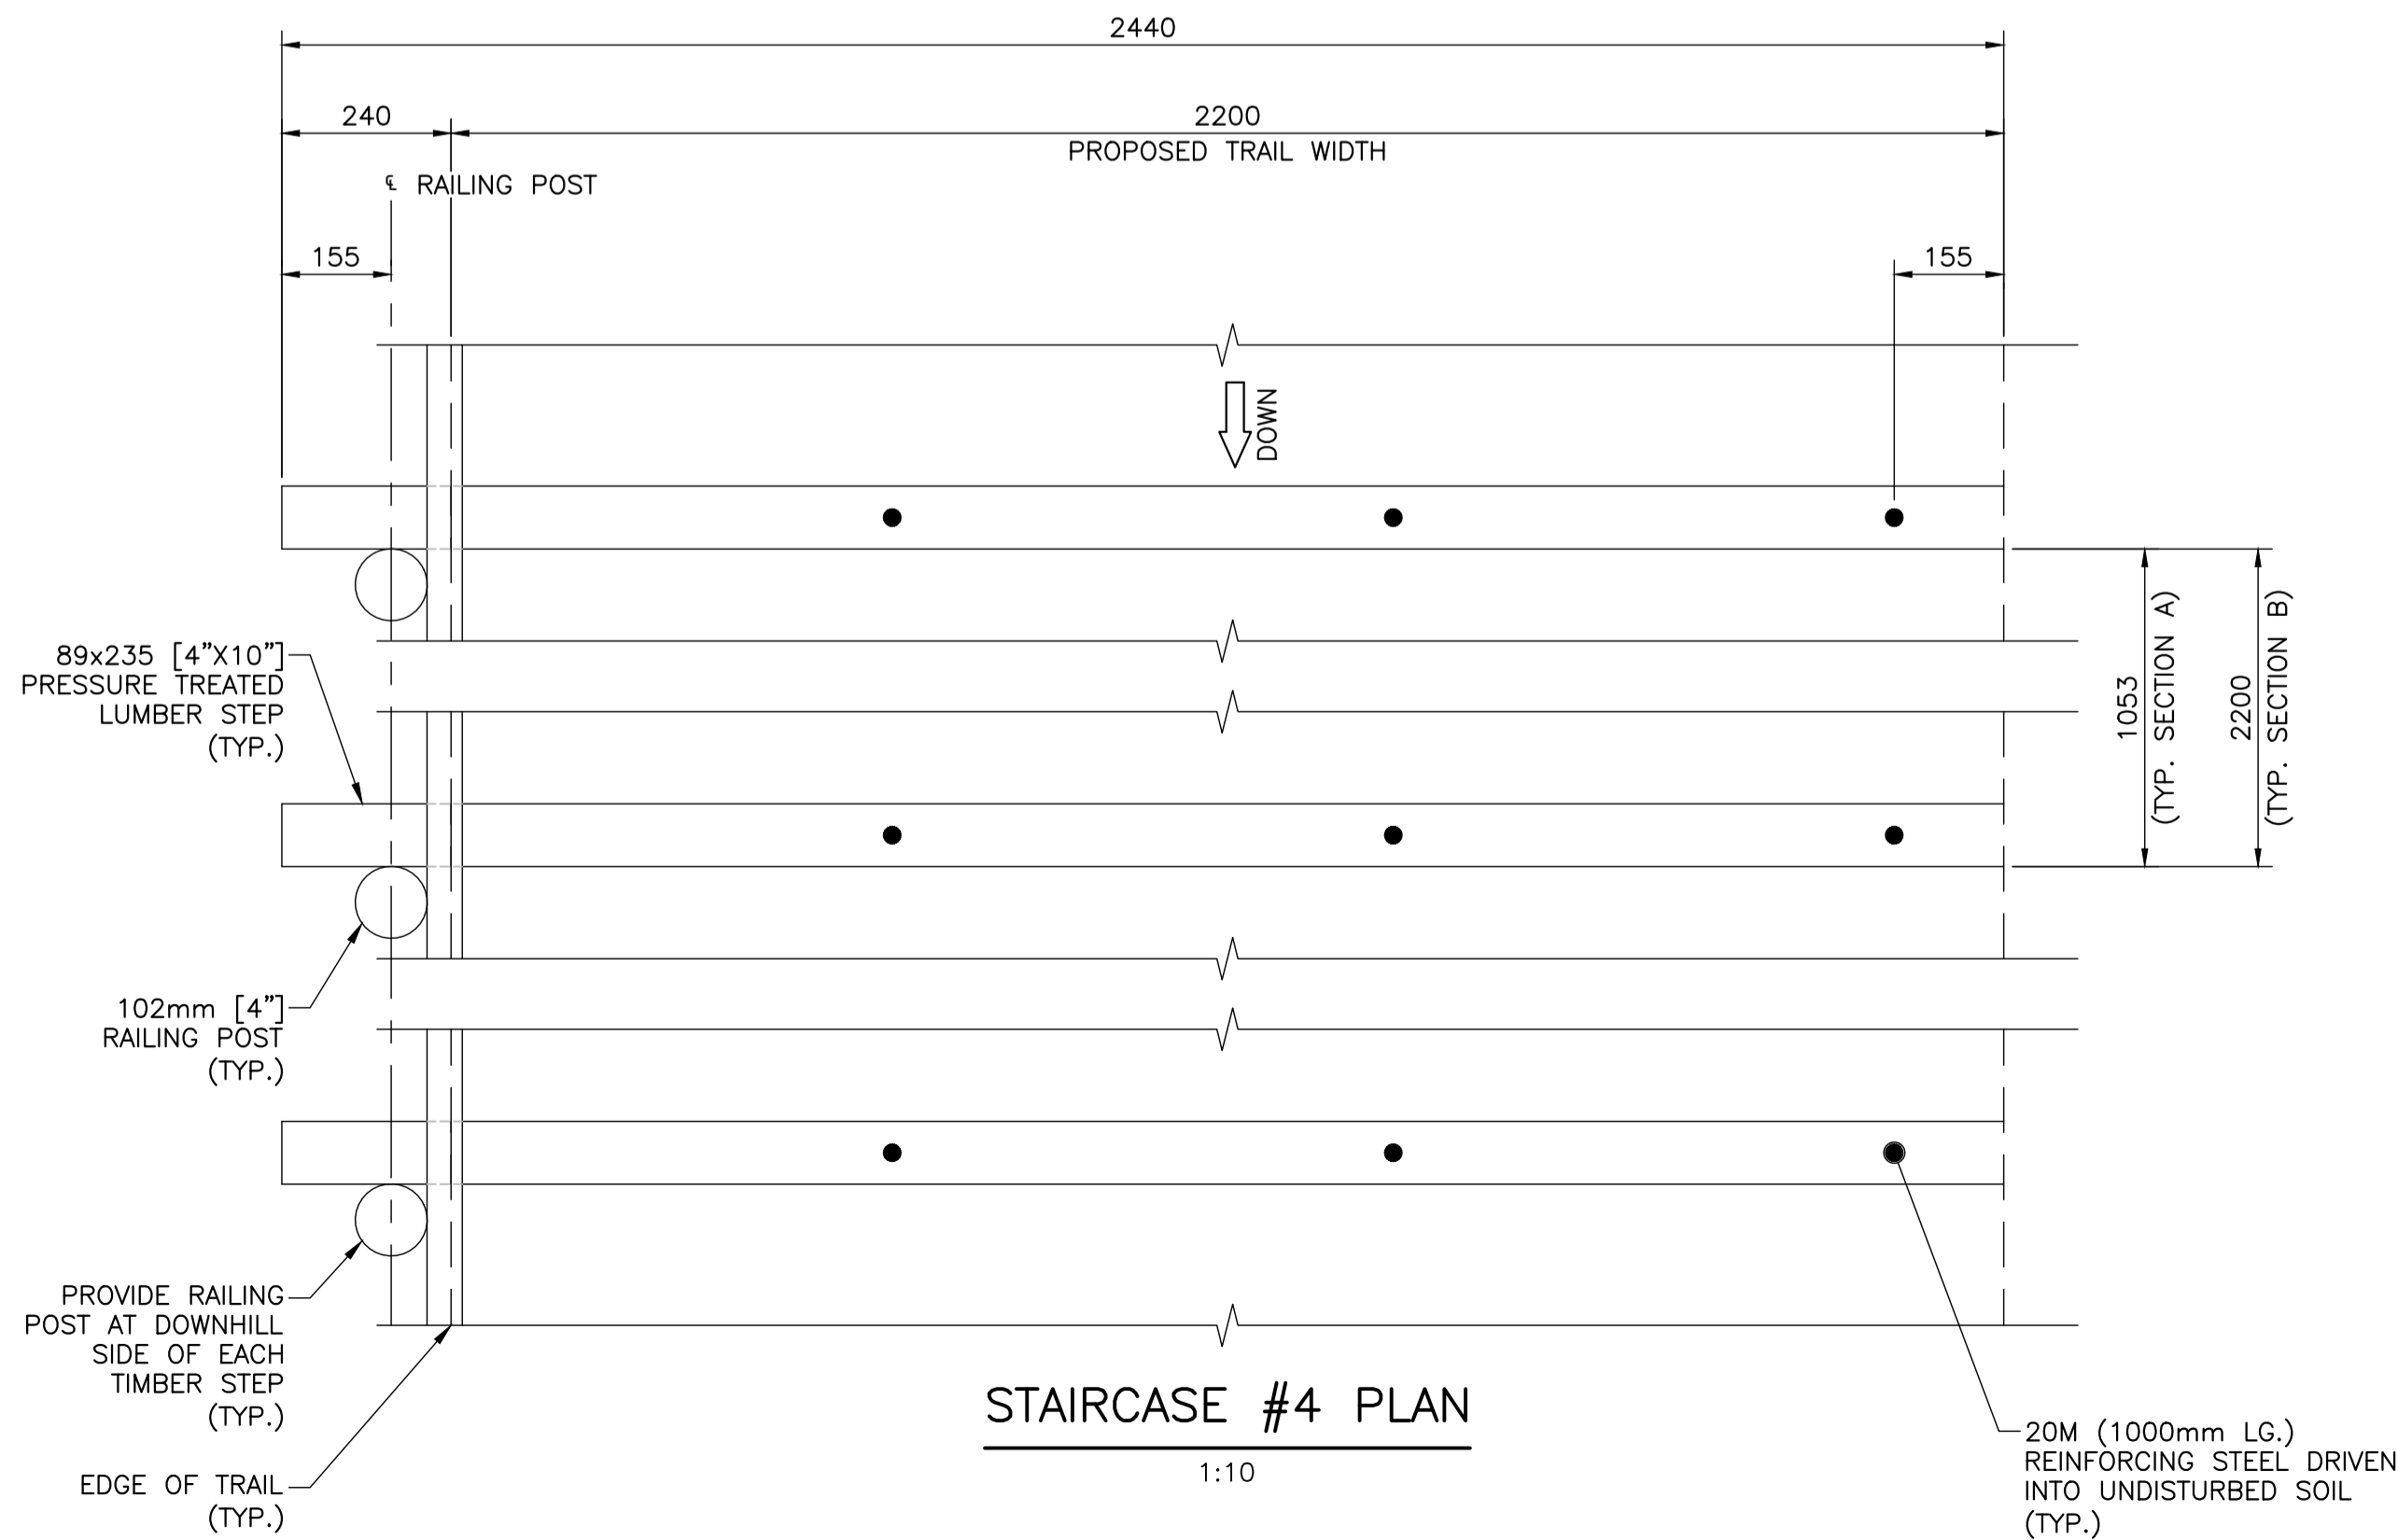 2440
240
2200
PROPOSED TRAIL WIDTH
℄ RAILING POST
155
155
DOWN
89x235 [4"X10"]
PRESSURE TREATED
LUMBER STEP
(TYP.)
1053
(TYP. SECTION A)
2200
(TYP. SECTION B)
102mm [4"]
RAILING POST
(TYP.)
PROVIDE RAILING
POST AT DOWNHILL
SIDE OF EACH
TIMBER STEP
(TYP.)
EDGE OF TRAIL
(TYP.)
STAIRCASE #4 PLAN
1:10
20M (1000mm LG.)
REINFORCING STEEL DRIVEN
INTO UNDISTURBED SOIL
(TYP.)